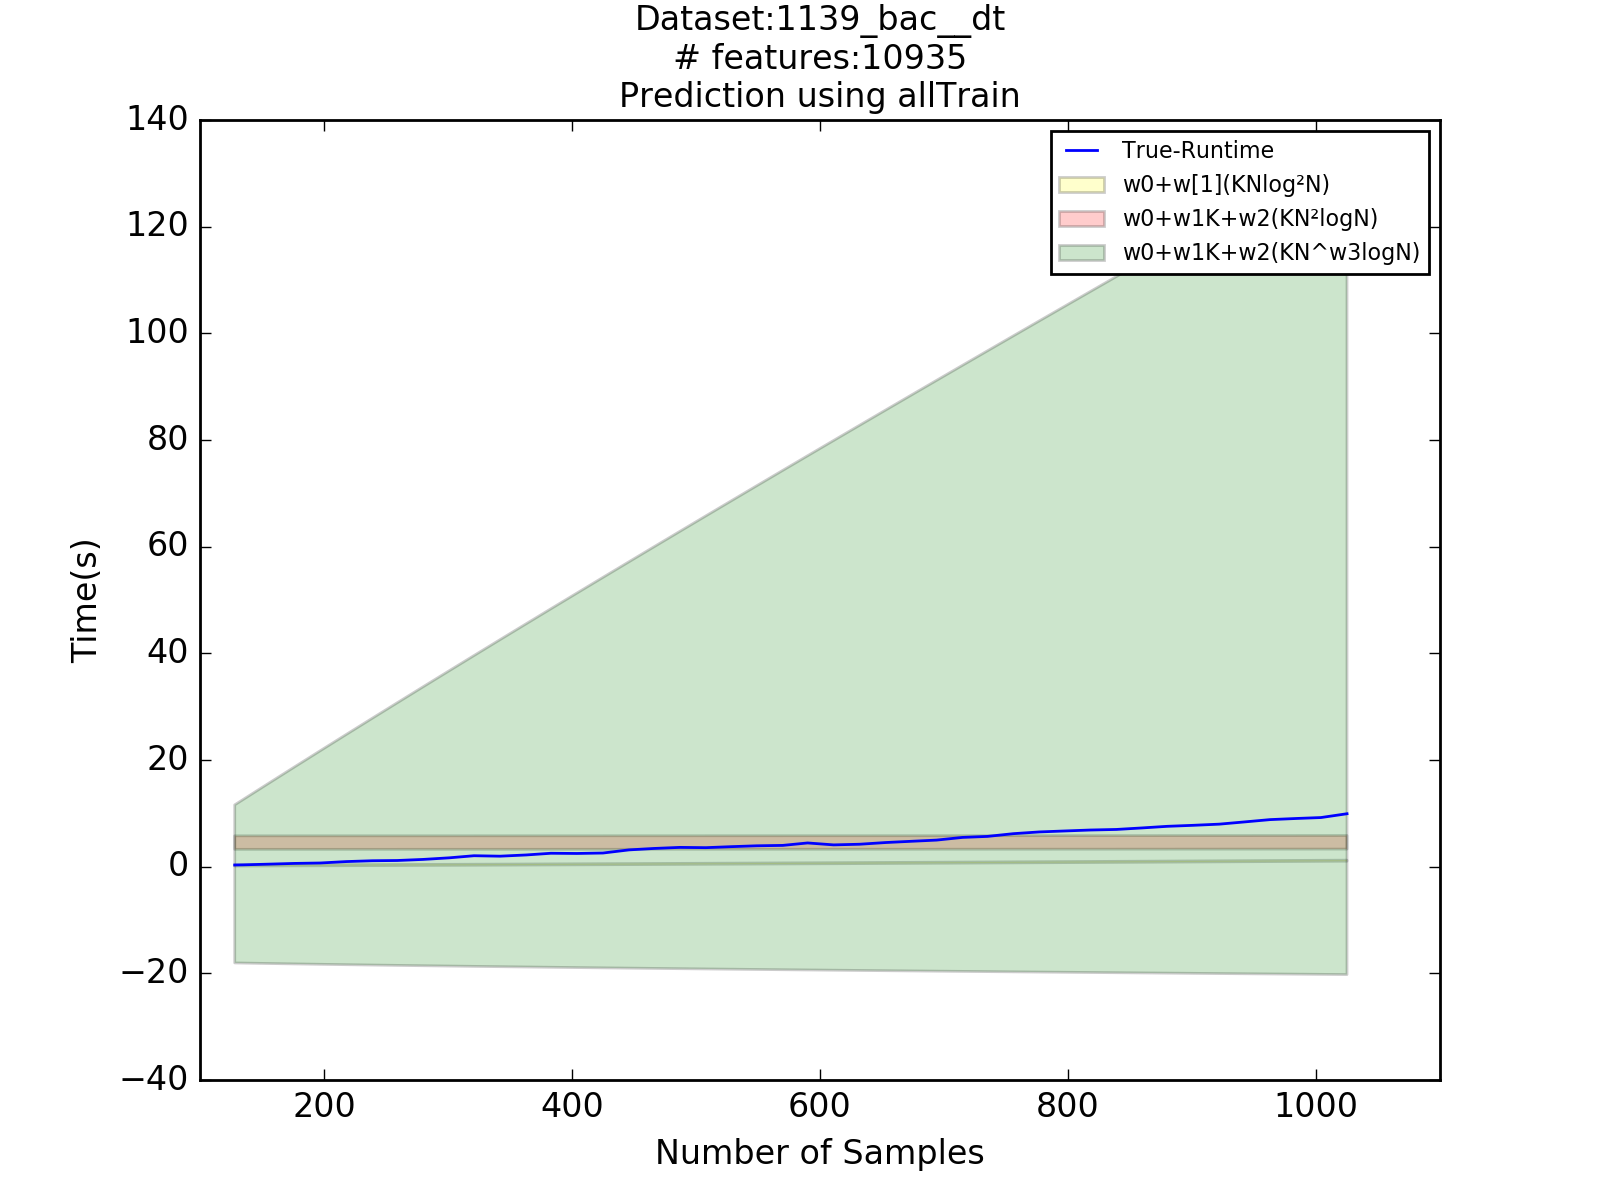 Dataset:1139_bac__dt
# features:10935
Prediction using allTrain
140
120
100
80
60
40
20
0
−20
−40
Time(s)
True-Runtime
w0+w[1](KNlog²N)
w0+w1K+w2(KN²logN)
w0+w1K+w2(KN^w3logN)
200 400 600 800 1000
Number of Samples